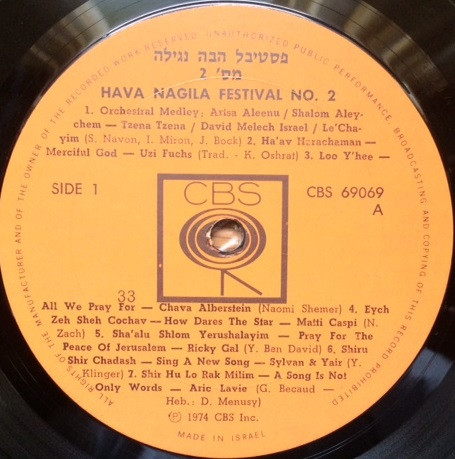 ALL RIGHTS OF THE MANUFACTURER AND OF THE OWNER OF THE RECORDED WORK RESERVED UNAUTHORIZED PUBLIC PERFORMANCE, BROADCASTING AND COPYING OF THIS RECORD PROHIBITED
פסטיבל הבה נגילה
מס' 2
HAVA NAGILA FESTIVAL NO. 2
1. Orchestral Medley: Arisa Aleenu / Shalom Aley-
chem — Tzena Tzena / David Melech Israel / Le'Cha-
yim (S. Navon, I. Miron, J. Bock) 2. Ha'av Harachaman —
Merciful God — Uzi Fuchs (Trad. - K. Oshrat) 3. Loo Y'hee —
SIDE 1
CBS
CBS 69069
A
33
All We Pray For — Chava Alberstein (Naomi Shemer) 4. Eych
Zeh Sheh Cochav — How Dares The Star — Matti Caspi (N.
Zach) 5. Sha'alu Shlom Yerushalayim — Pray For The
Peace Of Jerusalem — Ricky Gal (Y. Ben David) 6. Shiru
Shir Chadash — Sing A New Song — Sylvan & Yair (Y.
Klinger) 7. Shir Hu Lo Rak Milim — A Song Is Not
Only Words — Aric Lavie (G. Becaud —
Heb.: D. Menusy)
℗ 1974 CBS Inc.
MADE IN ISRAEL